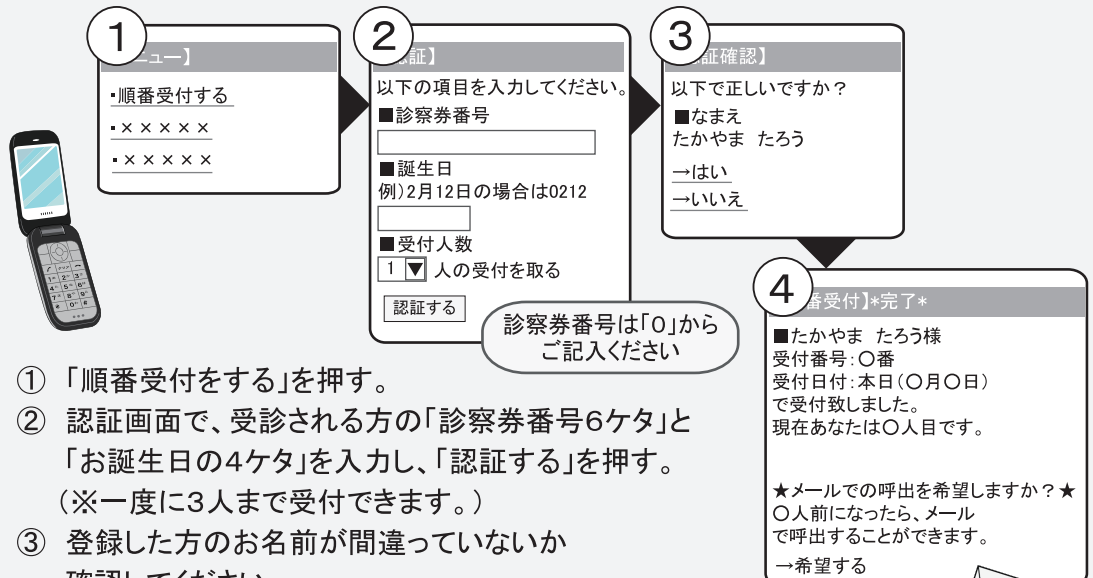 ①
ニュー】
▪順番受付する
▪×××××
▪×××××
②
証】
以下の項目を入力してください。
■診察券番号
■誕生日
例)2月12日の場合は0212
■受付人数
1▼ 人の受付を取る
認証する
診察券番号は「0」から
ご記入ください
③
証確認】
以下で正しいですか？
■なまえ
たかやま たろう
→はい
→いいえ
④
番受付】*完了*
■たかやま たろう様
受付番号:〇番
受付日付:本日(〇月〇日)
で受付致しました。
現在あなたは〇人目です。
★メールでの呼出を希望しますか？★
〇人前になったら、メール
で呼出することができます。
→希望する
① 「順番受付をする」を押す。
② 認証画面で、受診される方の「診察券番号6ケタ」と
「お誕生日の4ケタ」を入力し、「認証する」を押す。
（※一度に3人まで受付できます。）
③ 登録した方のお名前が間違っていないか
確認してください